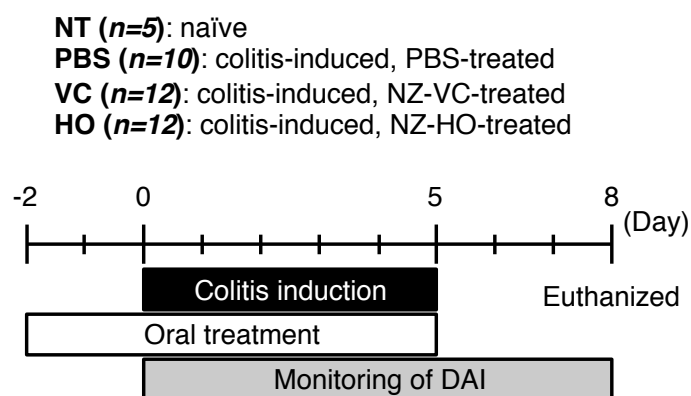 NT (n=5): naïve
PBS (n=10): colitis-induced, PBS-treated
VC (n=12): colitis-induced, NZ-VC-treated
HO (n=12): colitis-induced, NZ-HO-treated
-2 0 5 8
(Day)
Colitis induction
Euthanized
Oral treatment
Monitoring of DAI